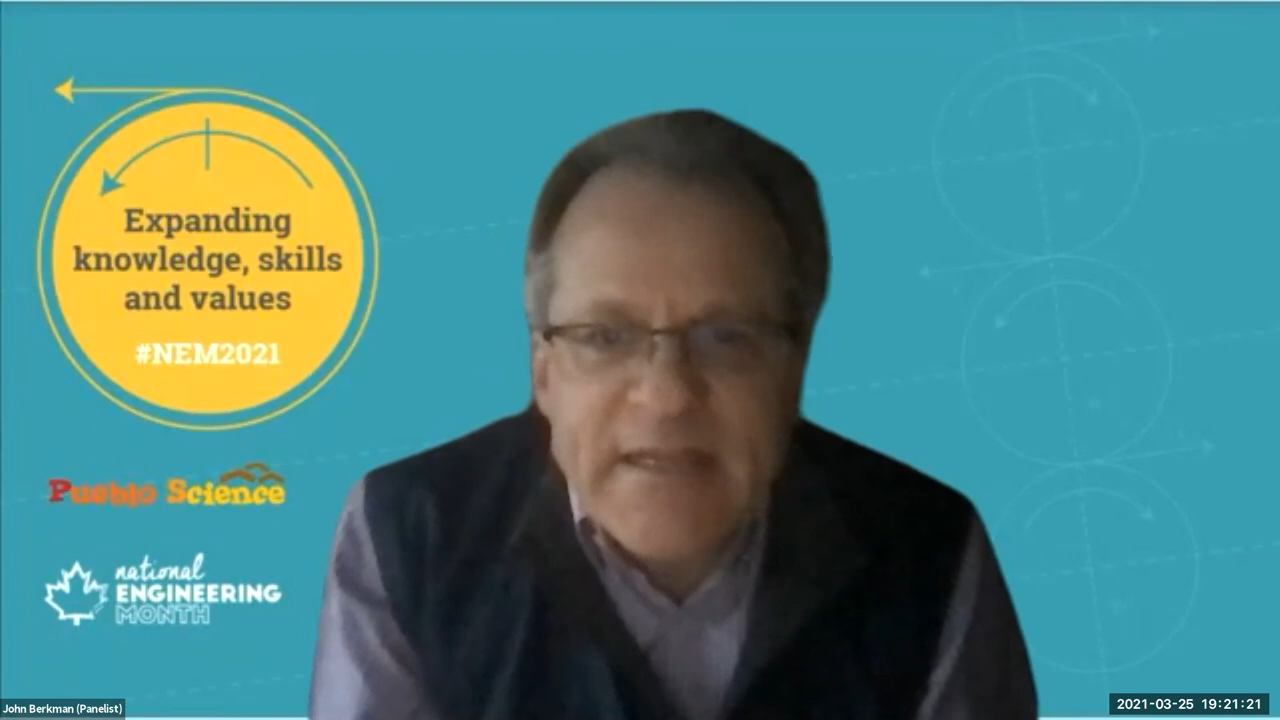 Expanding
knowledge, skills
and values
#NEM2021
Pueblo Science
national
ENGINEERING
MONTH
John Berkman (Panelist)
2021-03-25 19:21:21